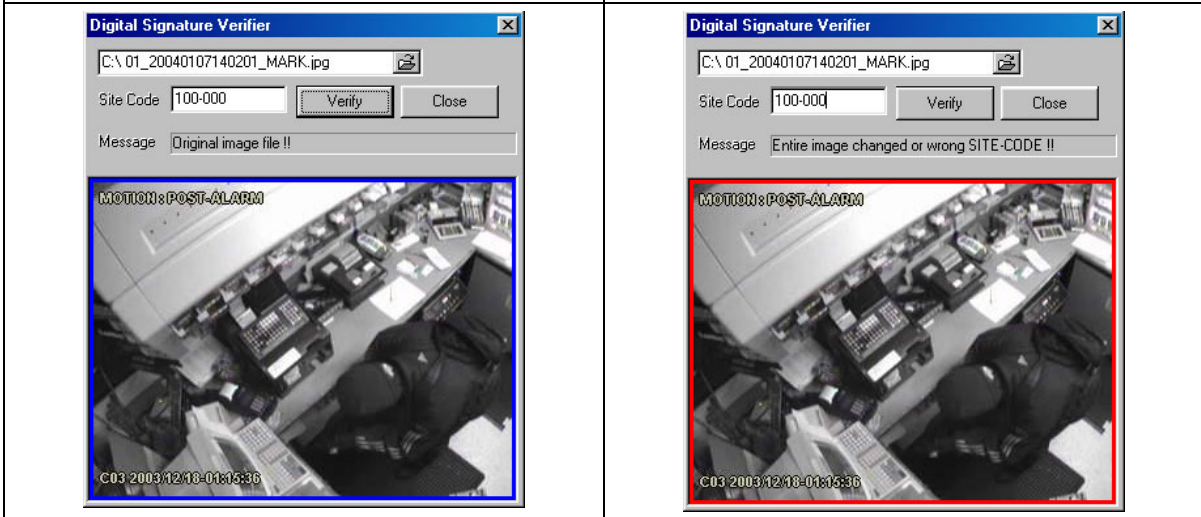 Digital Signature Verifier
C:\ 01_20040107140201_MARK.jpg
Site Code 100-000 Verify Close
Message Original image file !!
MOTION:POST-ALARM
C03 2003/12/18-01:15:36
Digital Signature Verifier
C:\ 01_20040107140201_MARK.jpg
Site Code 100-000 Verify Close
Message Entire image changed or wrong SITE-CODE !!
MOTION:POST-ALARM
C03 2003/12/18-01:15:36